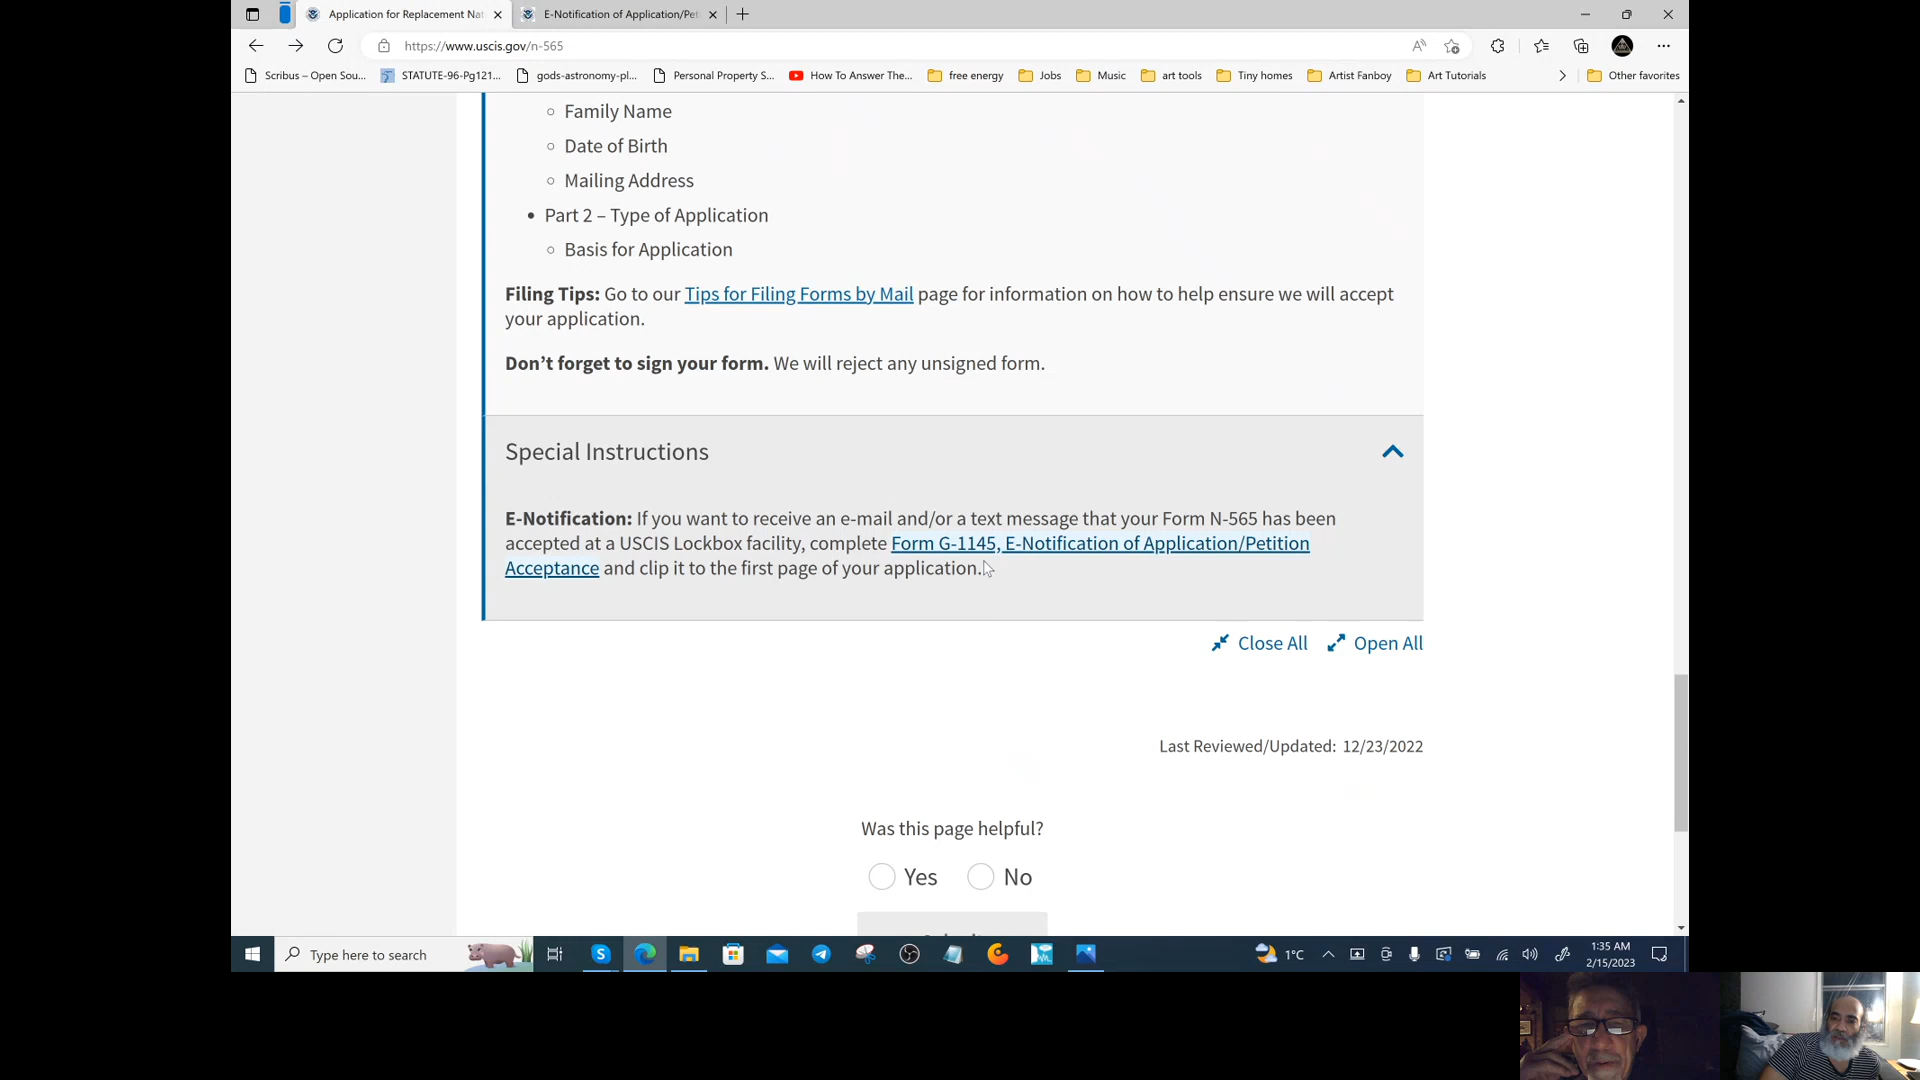 Application for Replacement Nat
E-Notification of Application/Pet
https://www.uscis.gov/n-565
Scribus – Open Sou...
STATUTE-96-Pg121...
gods-astronomy-pl...
Personal Property S...
How To Answer The...
free energy
Jobs
Music
art tools
Tiny homes
Artist Fanboy
Art Tutorials
Other favorites
Family Name
Date of Birth
Mailing Address
Part 2 – Type of Application
Basis for Application
Filing Tips: Go to our Tips for Filing Forms by Mail page for information on how to help ensure we will accept
your application.
Don’t forget to sign your form. We will reject any unsigned form.
Special Instructions
E-Notification: If you want to receive an e-mail and/or a text message that your Form N-565 has been
accepted at a USCIS Lockbox facility, complete Form G-1145, E-Notification of Application/Petition
Acceptance and clip it to the first page of your application.
Close All
Open All
Last Reviewed/Updated: 12/23/2022
Was this page helpful?
Yes
No
Type here to search
1°C
1:35 AM
2/15/2023